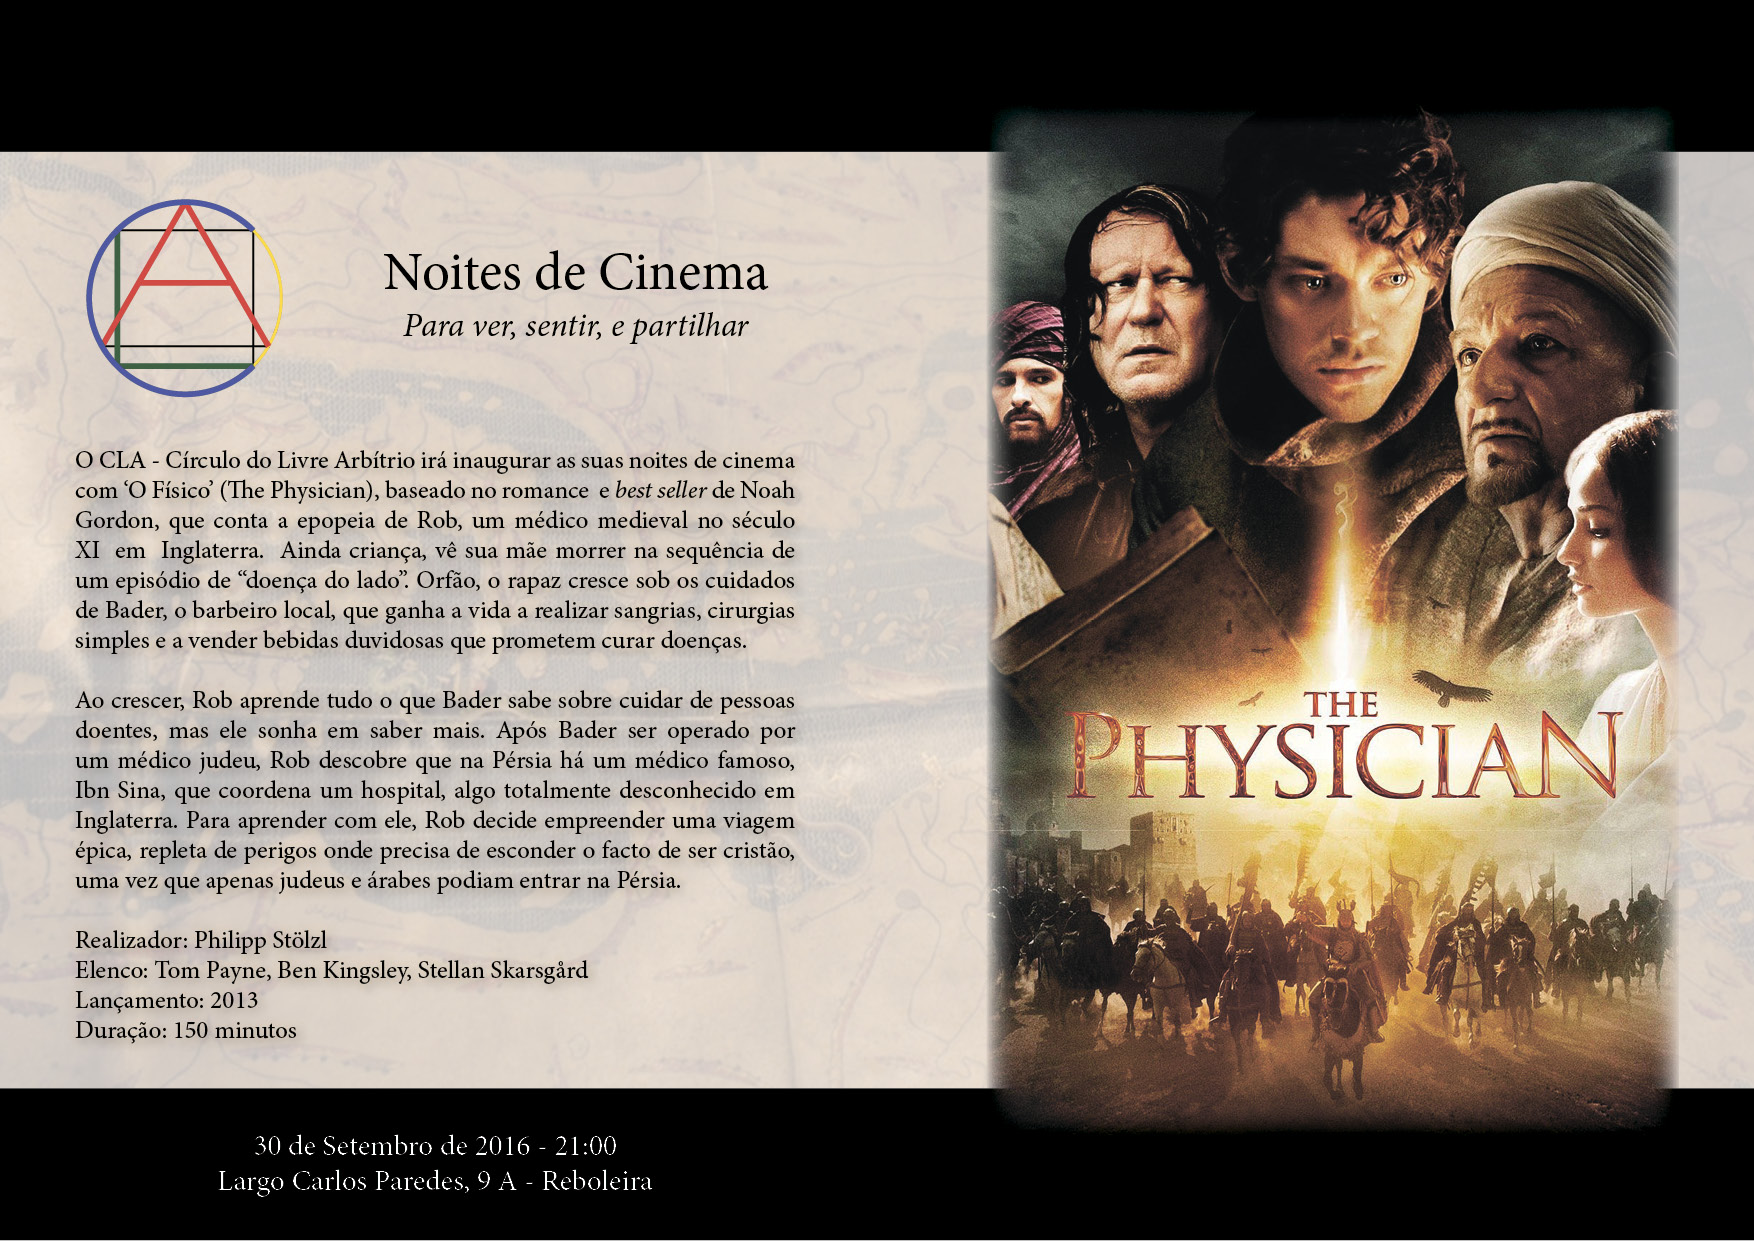 Noites de Cinema
Para ver, sentir, e partilhar
O CLA - Círculo do Livre Arbítrio irá inaugurar as suas noites de cinema
com ‘O Físico’ (The Physician), baseado no romance e best seller de Noah
Gordon, que conta a epopeia de Rob, um médico medieval no século
XI em Inglaterra. Ainda criança, vê sua mãe morrer na sequência de
um episódio de “doença do lado”. Orfão, o rapaz cresce sob os cuidados
de Bader, o barbeiro local, que ganha a vida a realizar sangrias, cirurgias
simples e a vender bebidas duvidosas que prometem curar doenças.
Ao crescer, Rob aprende tudo o que Bader sabe sobre cuidar de pessoas
doentes, mas ele sonha em saber mais. Após Bader ser operado por
um médico judeu, Rob descobre que na Pérsia há um médico famoso,
Ibn Sina, que coordena um hospital, algo totalmente desconhecido em
Inglaterra. Para aprender com ele, Rob decide empreender uma viagem
épica, repleta de perigos onde precisa de esconder o facto de ser cristão,
uma vez que apenas judeus e árabes podiam entrar na Pérsia.
Realizador: Philipp Stölzl
Elenco: Tom Payne, Ben Kingsley, Stellan Skarsgård
Lançamento: 2013
Duração: 150 minutos
30 de Setembro de 2016 - 21:00
Largo Carlos Paredes, 9 A - Reboleira
THE
PHYSICIAN